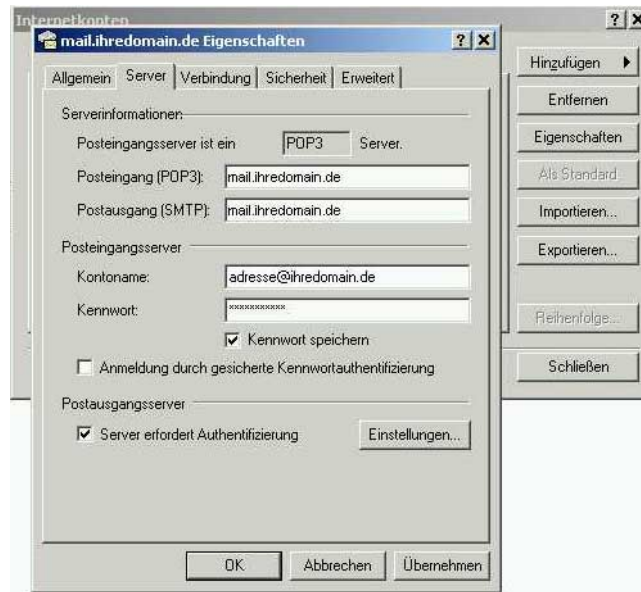 Internetkonten
mail.ihredomain.de Eigenschaften
Allgemein Server Verbindung Sicherheit Erweitert
Serverinformationen
Posteingangsserver ist ein POP3 Server.
Posteingang (POP3): mail.ihredomain.de
Postausgang (SMTP): mail.ihredomain.de
Posteingangsserver
Kontoname: adresse@ihredomain.de
Kennwort: ***********
Kennwort speichern
Anmeldung durch gesicherte Kennwortauthentifizierung
Postausgangsserver
Server erfordert Authentifizierung Einstellungen...
OK Abbrechen Übernehmen
Hinzufügen
Entfernen
Eigenschaften
Als Standard
Importieren...
Exportieren...
Reihenfolge...
Schließen